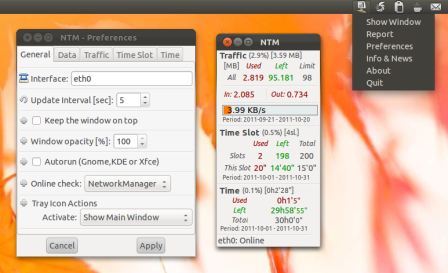 Show Window
Report
Preferences
Info & News
About
Quit
NTM - Preferences
General Data Traffic Time Slot Time
Interface: eth0
Update Interval [sec]: 5
Keep the window on top
Window opacity [%]: 100
Autorun (Gnome,KDE or Xfce)
Online check: NetworkManager
Tray Icon Actions
Activate: Show Main Window
Cancel Apply
NTM
Traffic (2.9%) [3.59 MB]
[MB] Used Left Limit
All 2.819 95.181 98
In: 2.085 Out: 0.734
3.99 KB/s
Period: 2011-09-21 - 2011-10-20
Time Slot (0.5%) [4sL]
Used Left Total
Slots 2 198 200
This Slot 20" 14'40" 15'0"
Period: 2011-10-01 - 2011-10-31
Time (0.1%) [0h2'28"]
Used 0h1'5"
Left 29h58'55"
Total 30h0'0"
Period: 2011-10-01 - 2011-10-31
eth0: Online